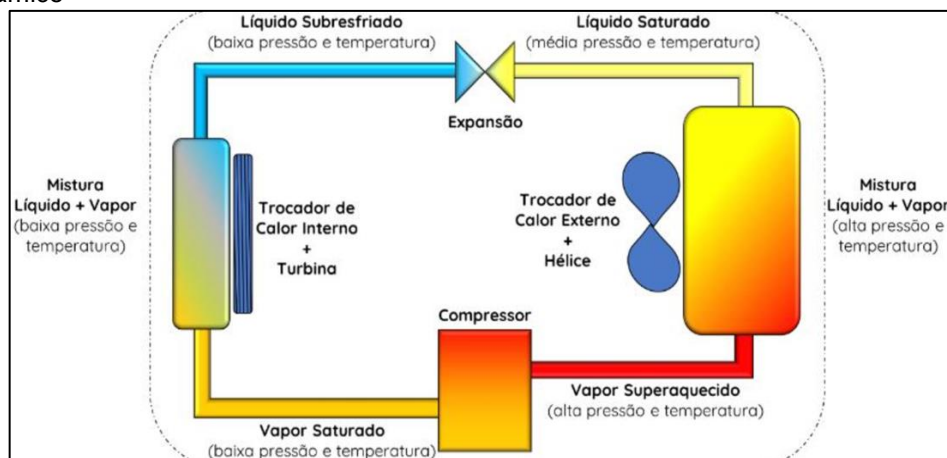 Líquido Subresfriado
(baixa pressão e temperatura)
Líquido Saturado
(média pressão e temperatura)
Expansão
Mistura
Líquido + Vapor
(baixa pressão e
temperatura)
Trocador de
Calor Interno
+
Turbina
Trocador de
Calor Externo
+
Hélice
Mistura
Líquido + Vapor
(alta pressão e
temperatura)
Compressor
Vapor Superaquecido
(alta pressão e temperatura)
Vapor Saturado
(baixa pressão e temperatura)